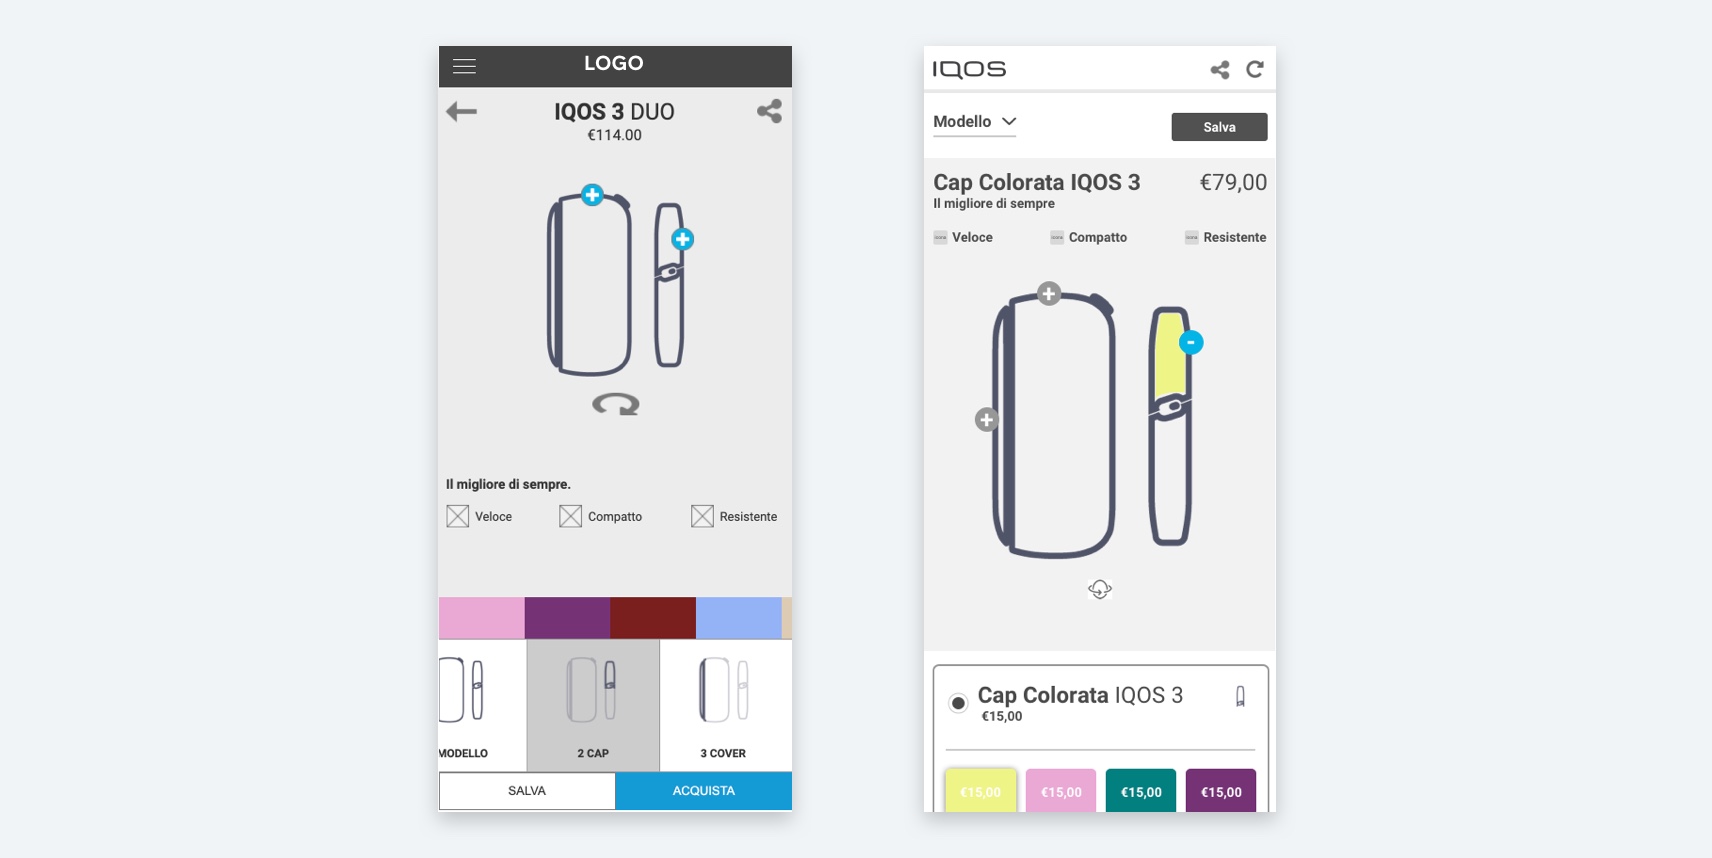 LOGO
IQOS 3 DUO
€114.00
Il migliore di sempre.
Veloce
Compatto
Resistente
MODELLO
2 CAP
3 COVER
SALVA
ACQUISTA
IQOS
Modello
Salva
Cap Colorata IQOS 3
€79,00
Il migliore di sempre
Veloce
Compatto
Resistente
Cap Colorata IQOS 3
€15,00
€15,00
€15,00
€15,00
€15,00